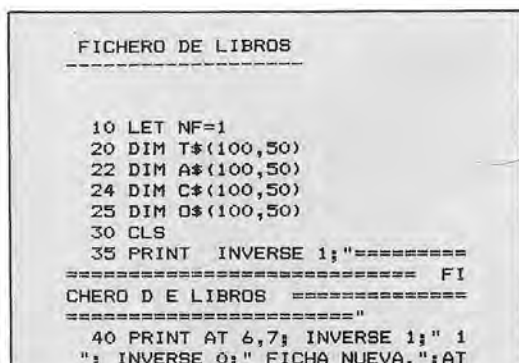 FICHERO DE LIBROS
-------------------
10 LET NF=1
20 DIM T$(100,50)
22 DIM A$(100,50)
24 DIM C$(100,50)
25 DIM O$(100,50)
30 CLS
35 PRINT  INVERSE 1;"=========
============================  FI
CHERO D E LIBROS  ==============
======================="
40 PRINT AT 6,7; INVERSE 1;" 1
"; INVERSE 0;" FICHA NUEVA.";AT